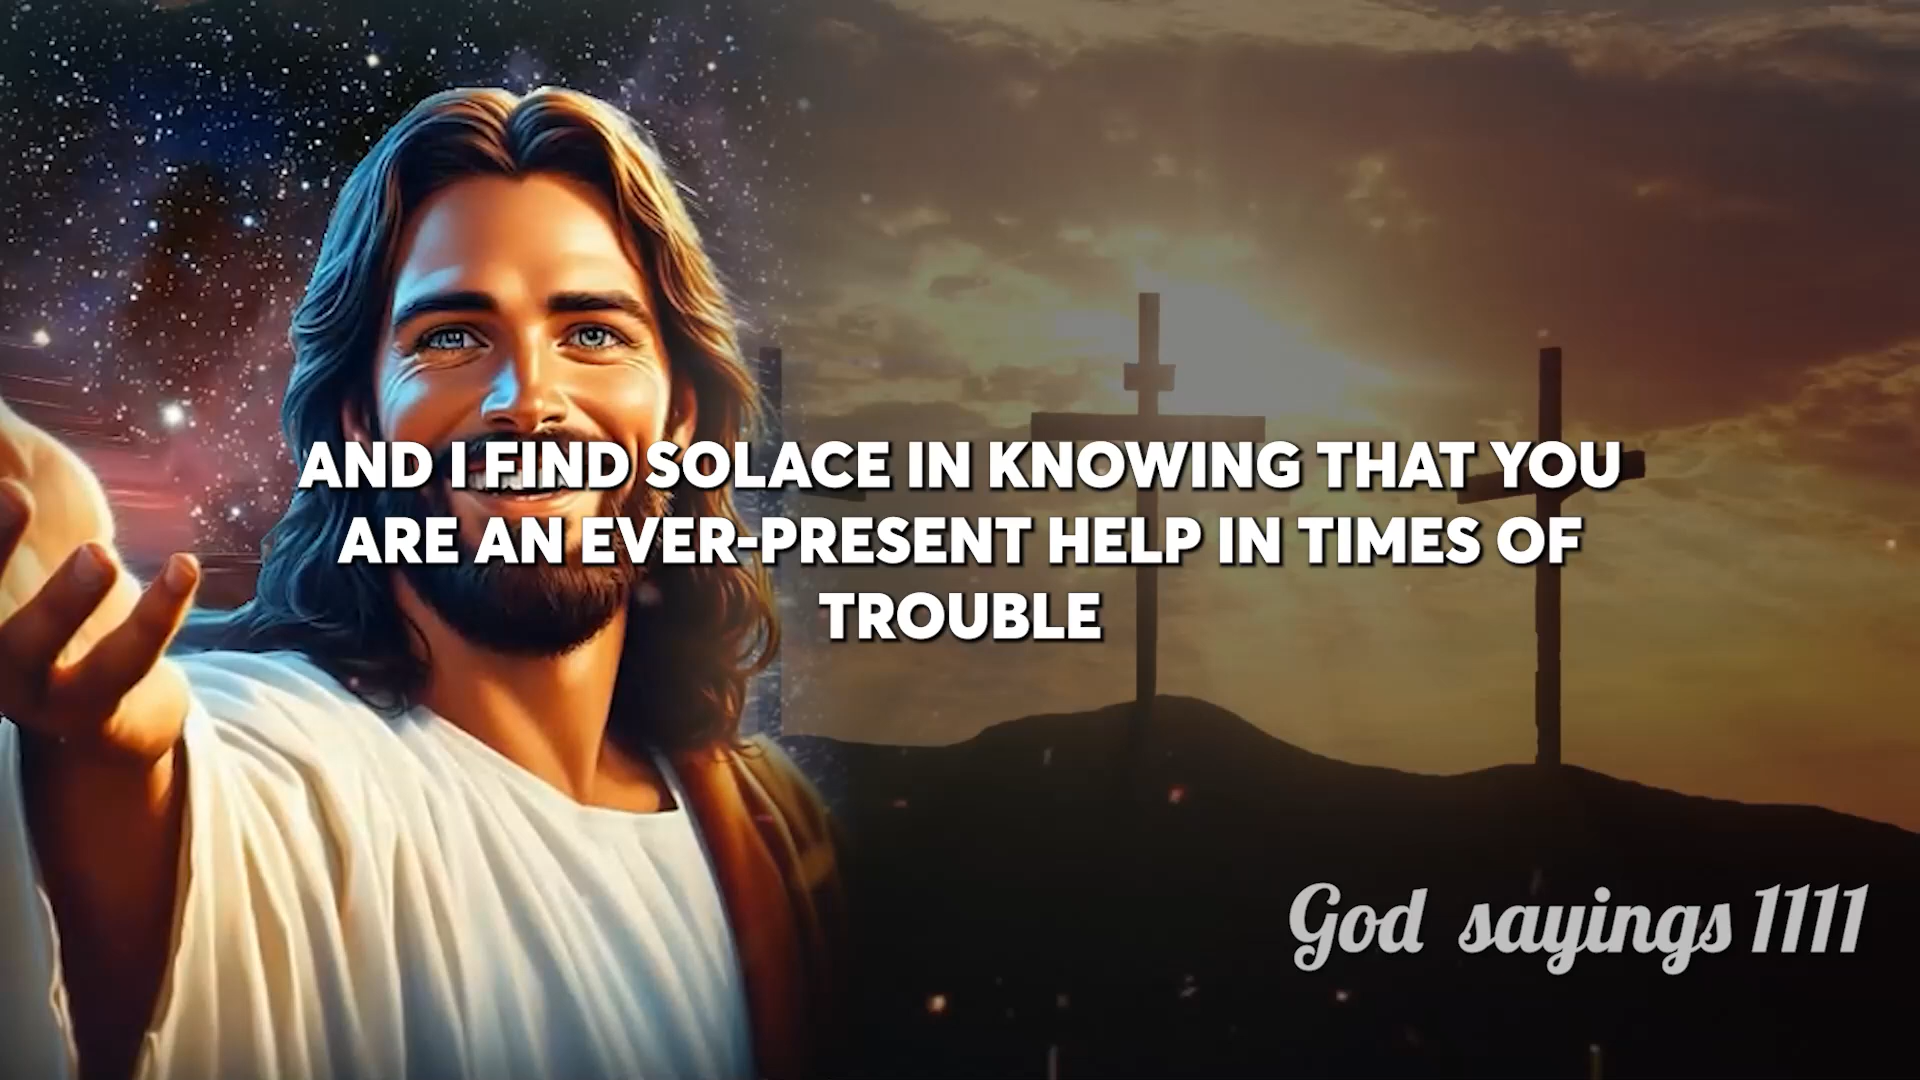 AND I FIND SOLACE IN KNOWING THAT YOU
ARE AN EVER-PRESENT HELP IN TIMES OF
TROUBLE
God sayings 1111